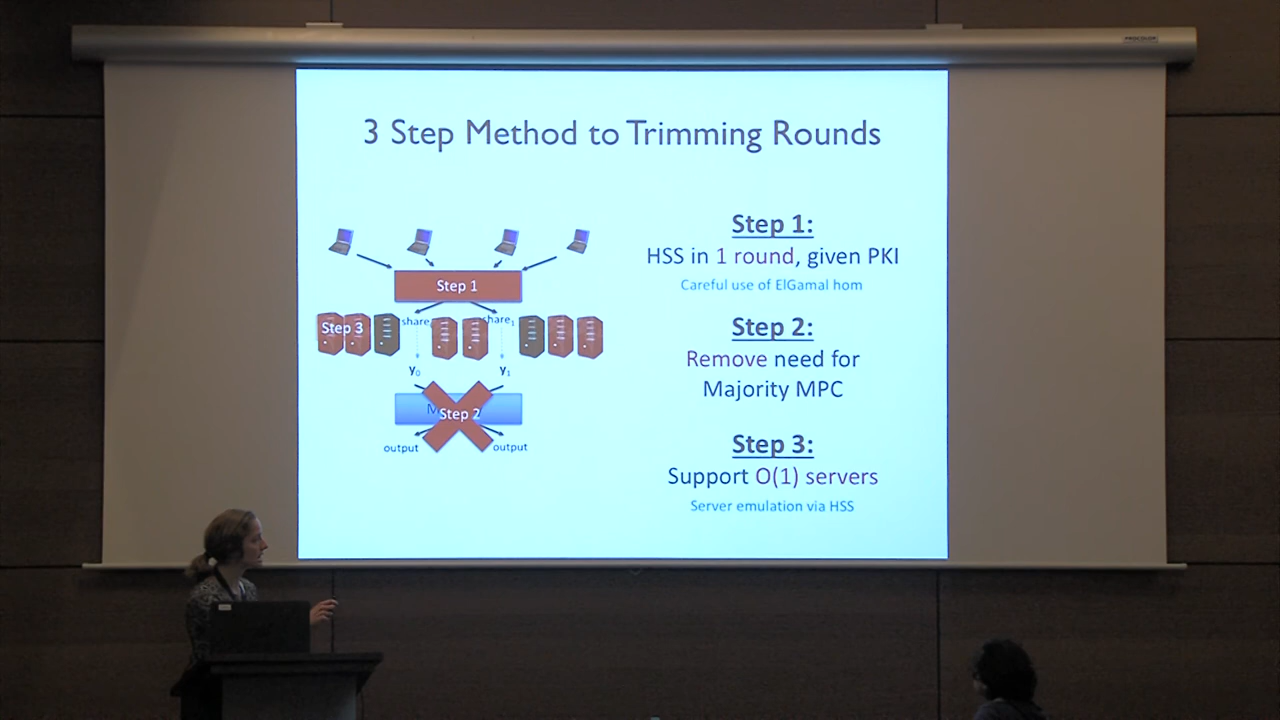 PROCOLOR
3 Step Method to Trimming Rounds
Step 1
Step 3
share
share₁
y₀
y₁
Step 2
output
output
Step 1:
HSS in 1 round, given PKI
Careful use of ElGamal hom
Step 2:
Remove need for
Majority MPC
Step 3:
Support O(1) servers
Server emulation via HSS